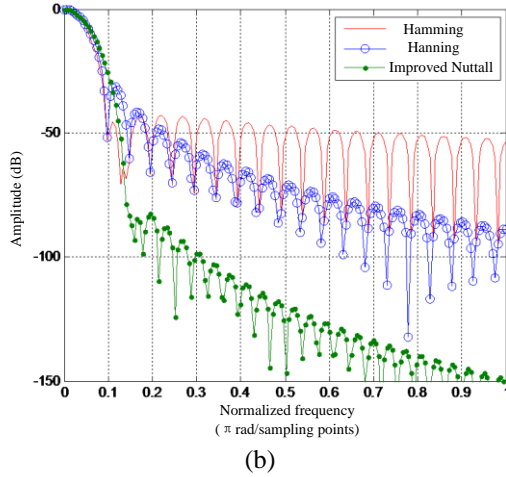 0
-50
-100
-150
Amplitude (dB)
Hamming
Hanning
Improved Nuttall
0 0.1 0.2 0.3 0.4 0.5 0.6 0.7 0.8 0.9 1
Normalized frequency
( π rad/sampling points)
(b)